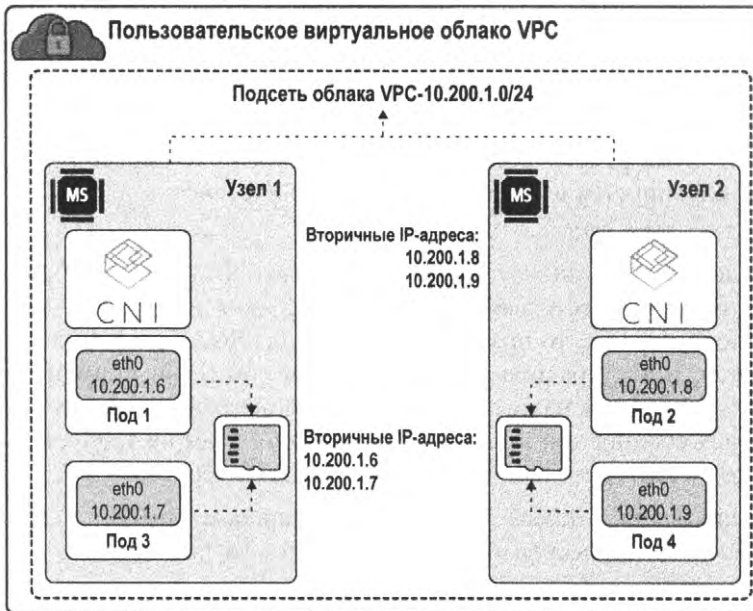 Пользовательское виртуальное облако VPC
Подсеть облака VPC-10.200.1.0/24
MS
Узел 1
CNI
eth0
10.200.1.6
Под 1
eth0
10.200.1.7
Под 3
Вторичные IP-адреса:
10.200.1.8
10.200.1.9
Вторичные IP-адреса:
10.200.1.6
10.200.1.7
MS
Узел 2
CNI
eth0
10.200.1.8
Под 2
eth0
10.200.1.9
Под 4